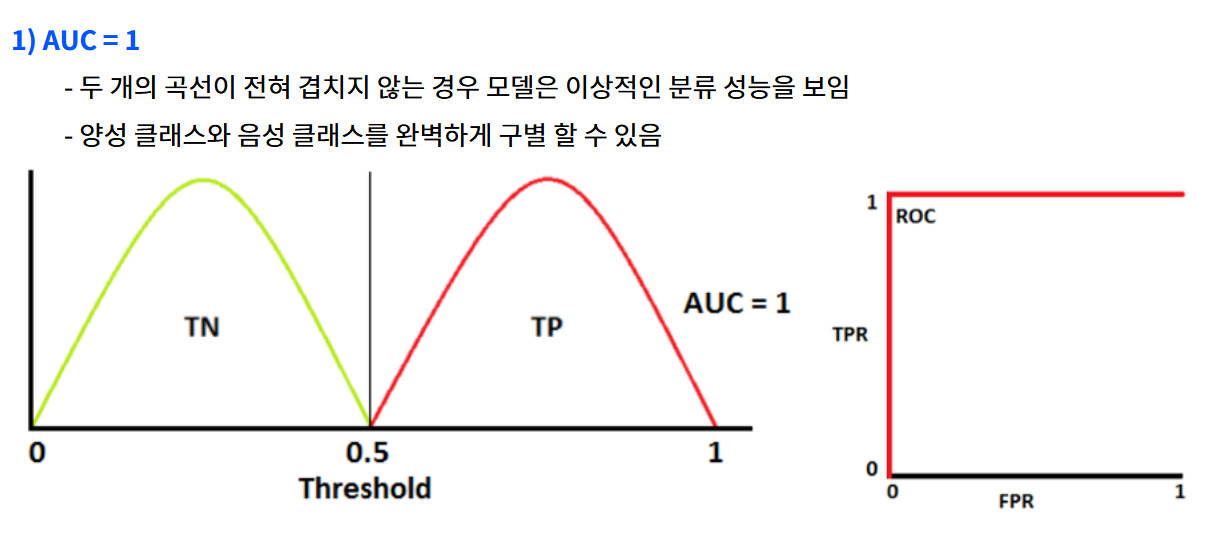 1) AUC = 1
- 두 개의 곡선이 전혀 겹치지 않는 경우 모델은 이상적인 분류 성능을 보임
- 양성 클래스와 음성 클래스를 완벽하게 구별 할 수 있음
TN
TP
AUC = 1
0
0.5
1
Threshold
1
ROC
TPR
0
0
1
FPR